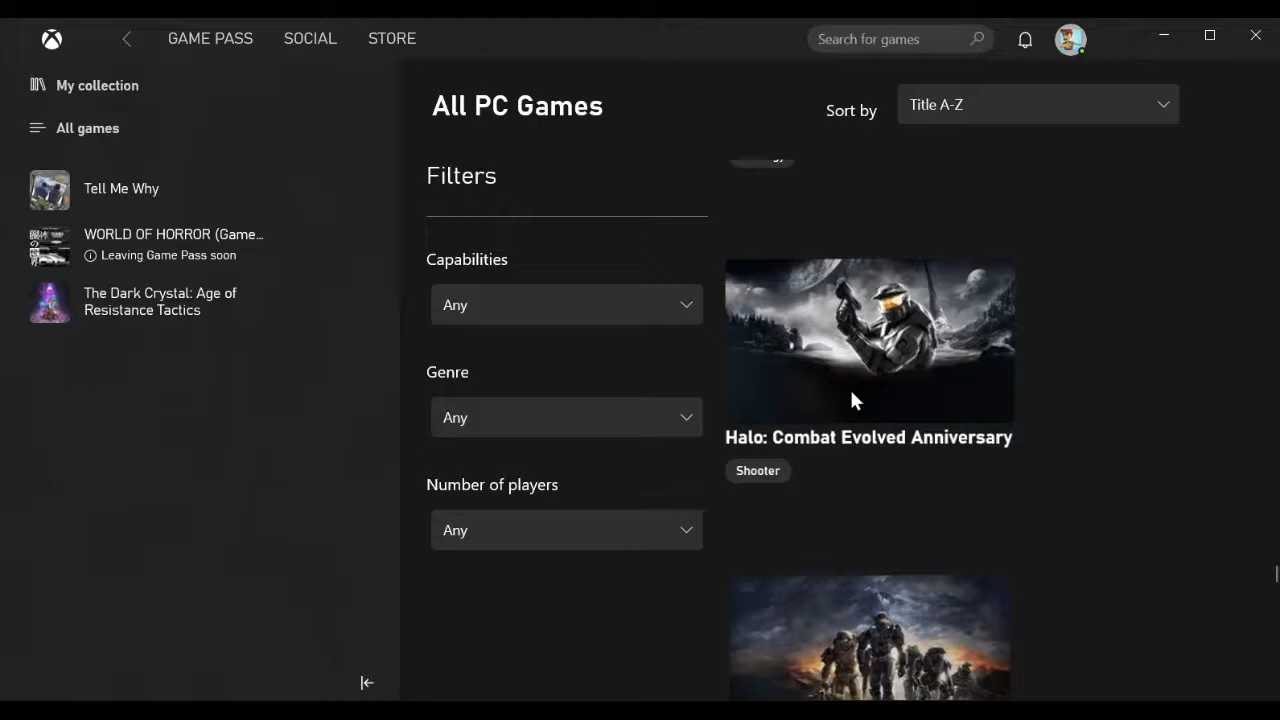 GAME PASS
SOCIAL
STORE
Search for games
My collection
All games
Tell Me Why
WORLD OF HORROR (Game...
Leaving Game Pass soon
The Dark Crystal: Age of
Resistance Tactics
All PC Games
Sort by
Title A-Z
Filters
Capabilities
Any
Genre
Any
Number of players
Any
Halo: Combat Evolved Anniversary
Shooter